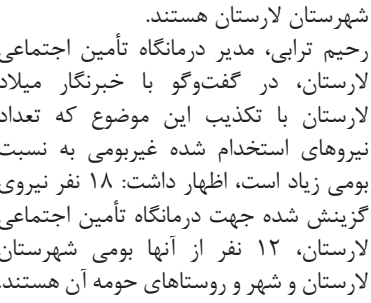 شهرستان لارستان هستند.
رحیم ترابی، مدیر درمانگاه تأمین اجتماعی
لارستان، در گفت‌وگو با خبرنگار میلاد
لارستان با تکذیب این موضوع که تعداد
نیروهای استخدام شده غیربومی به نسبت
بومی زیاد است، اظهار داشت: ۱۸ نفر نیروی
گزینش شده جهت درمانگاه تأمین اجتماعی
لارستان، ۱۲ نفر از آنها بومی شهرستان
لارستان و شهر و روستاهای حومه آن هستند.